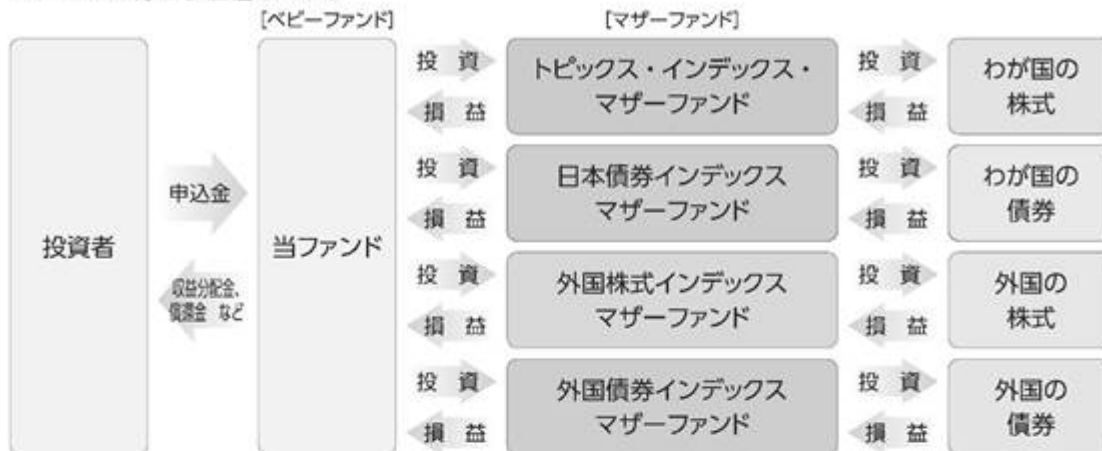 [ベビーファンド]
[マザーファンド]
投資者
申込金
収益分配金、
償還金 など
当ファンド
投 資
損 益
トピックス・インデックス・
マザーファンド
投 資
損 益
わが国の
株式
投 資
損 益
日本債券インデックス
マザーファンド
投 資
損 益
わが国の
債券
投 資
損 益
外国株式インデックス
マザーファンド
投 資
損 益
外国の
株式
投 資
損 益
外国債券インデックス
マザーファンド
投 資
損 益
外国の
債券